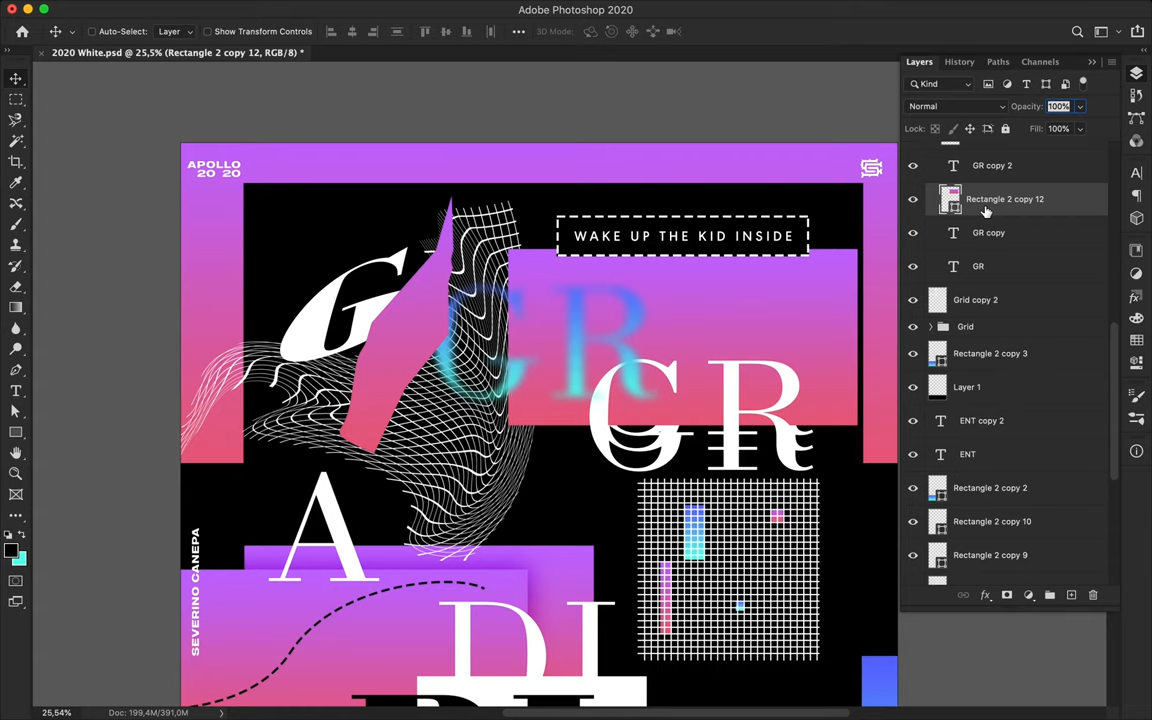 Adobe Photoshop 2020
Auto-Select:
Layer
Show Transform Controls
3D Mode:
2020 White.psd @ 25,5% (Rectangle 2 copy 12, RGB/8) *
Layers
History
Paths
Channels
Kind
Normal
Opacity:
100%
Lock:
Fill:
100%
GR copy 2
Rectangle 2 copy 12
GR copy
GR
Grid copy 2
Grid
Rectangle 2 copy 3
Layer 1
ENT copy 2
ENT
Rectangle 2 copy 2
Rectangle 2 copy 10
Rectangle 2 copy 9
APOLLO
20 20
WAKE UP THE KID INSIDE
G
GR
GR
A
DI
SEVERINO CANEPA
25,54%
Doc: 199,4M/391,0M